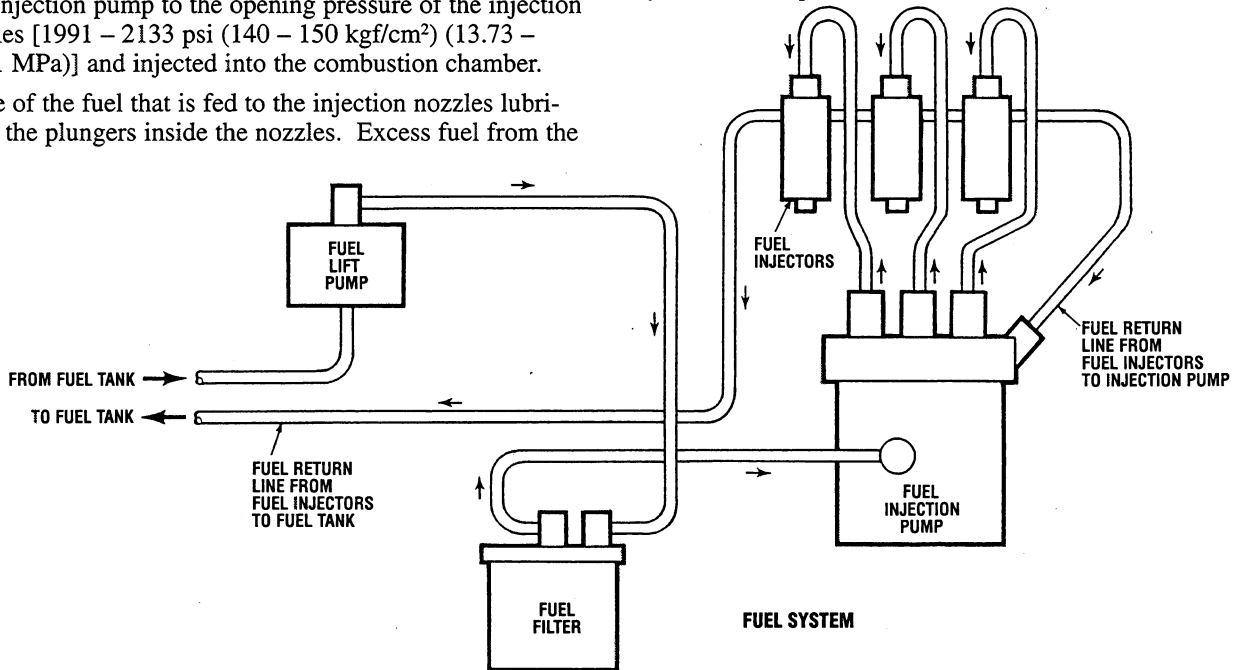 njection pump to the opening pressure of the injection
es [1991 – 2133 psi (140 – 150 kgf/cm²) (13.73 –
MPa)] and injected into the combustion chamber.
e of the fuel that is fed to the injection nozzles lubri-
the plungers inside the nozzles. Excess fuel from the
FUEL
LIFT
PUMP
FROM FUEL TANK
TO FUEL TANK
FUEL RETURN
LINE FROM
FUEL INJECTORS
TO FUEL TANK
FUEL
FILTER
FUEL
INJECTORS
FUEL RETURN
LINE FROM
FUEL INJECTORS
TO INJECTION PUMP
FUEL
INJECTION
PUMP
FUEL SYSTEM